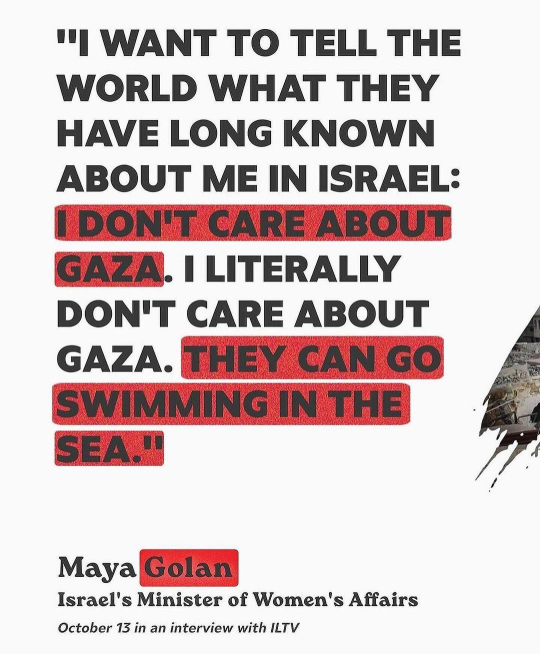 "I WANT TO TELL THE
WORLD WHAT THEY
HAVE LONG KNOWN
ABOUT ME IN ISRAEL:
I DON'T CARE ABOUT
GAZA. I LITERALLY
DON'T CARE ABOUT
GAZA. THEY CAN GO
SWIMMING IN THE
SEA."
Maya Golan
Israel's Minister of Women's Affairs
October 13 in an interview with ILTV